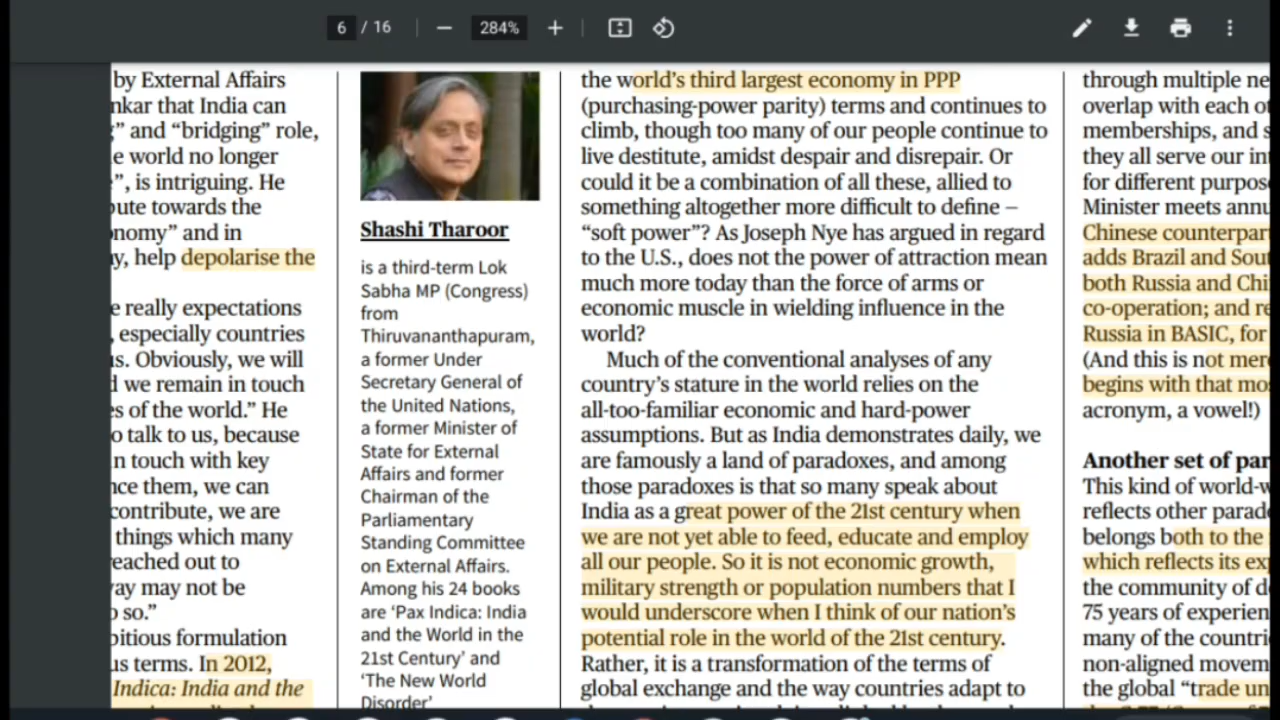 6 / 16
284%
by External Affairs
nkar that India can
” and “bridging” role,
e world no longer
”, is intriguing. He
bute towards the
nomy” and in
y, help depolarise the
e really expectations
, especially countries
us. Obviously, we will
d we remain in touch
es of the world.” He
o talk to us, because
n touch with key
nce them, we can
contribute, we are
things which many
reached out to
way may not be
o so.”
bitious formulation
us terms. In 2012,
Indica: India and the
Shashi Tharoor
is a third-term Lok
Sabha MP (Congress)
from
Thiruvananthapuram,
a former Under
Secretary General of
the United Nations,
a former Minister of
State for External
Affairs and former
Chairman of the
Parliamentary
Standing Committee
on External Affairs.
Among his 24 books
are ‘Pax Indica: India
and the World in the
21st Century’ and
‘The New World
Disorder’
the world’s third largest economy in PPP
(purchasing-power parity) terms and continues to
climb, though too many of our people continue to
live destitute, amidst despair and disrepair. Or
could it be a combination of all these, allied to
something altogether more difficult to define –
“soft power”? As Joseph Nye has argued in regard
to the U.S., does not the power of attraction mean
much more today than the force of arms or
economic muscle in wielding influence in the
world?
Much of the conventional analyses of any
country’s stature in the world relies on the
all-too-familiar economic and hard-power
assumptions. But as India demonstrates daily, we
are famously a land of paradoxes, and among
those paradoxes is that so many speak about
India as a great power of the 21st century when
we are not yet able to feed, educate and employ
all our people. So it is not economic growth,
military strength or population numbers that I
would underscore when I think of our nation’s
potential role in the world of the 21st century.
Rather, it is a transformation of the terms of
global exchange and the way countries adapt to
through multiple ne
overlap with each ot
memberships, and s
they all serve our int
for different purpose
Minister meets annu
Chinese counterpart
adds Brazil and Sout
both Russia and Chi
co-operation; and re
Russia in BASIC, for
(And this is not mere
begins with that mos
acronym, a vowel!)
Another set of par
This kind of world-w
reflects other parad
belongs both to the
which reflects its exp
the community of de
75 years of experien
many of the countri
non-aligned movem
the global “trade un